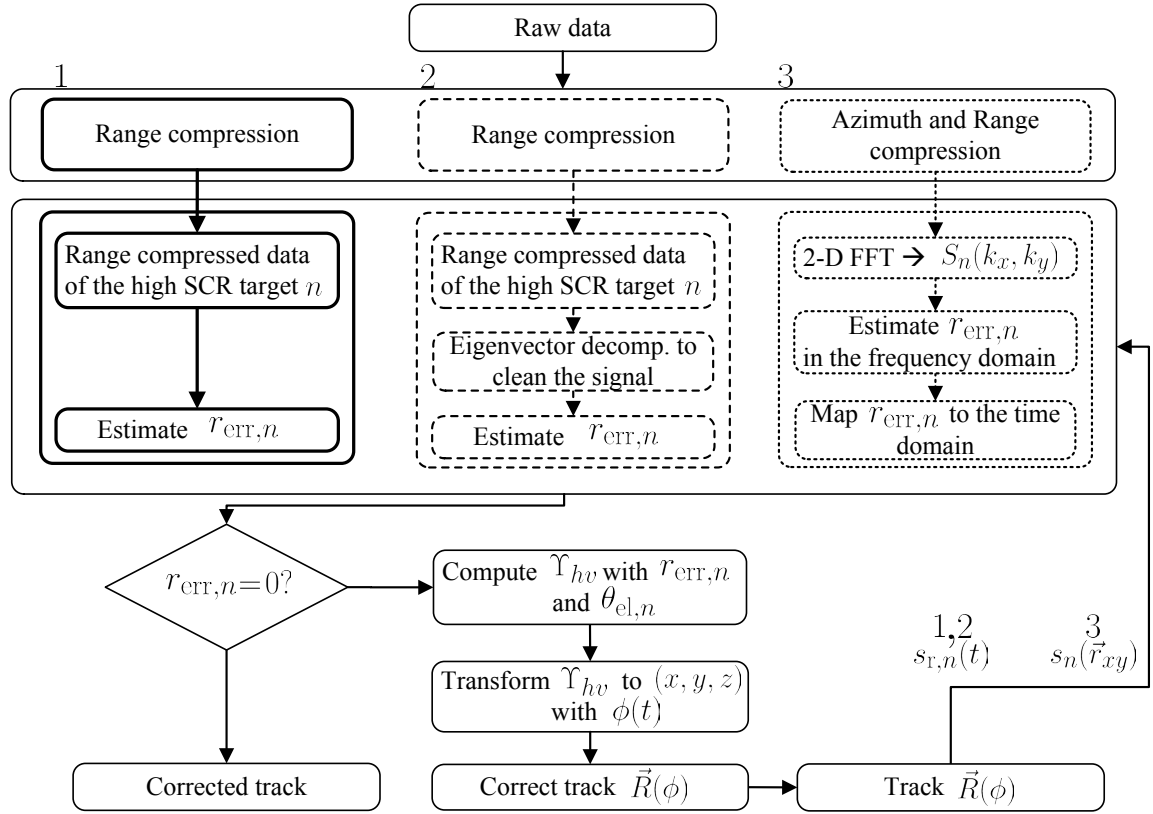 Raw data
1
2
3
Range compression
Range compression
Azimuth and Range
compression
Range compressed data
of the high SCR target n
Estimate r_err,n
Range compressed data
of the high SCR target n
Eigenvector decomp. to
clean the signal
Estimate r_err,n
2-D FFT → S_n(k_x, k_y)
Estimate r_err,n
in the frequency domain
Map r_err,n to the time
domain
r_err,n=0?
Compute ϒ_hv with r_err,n
and θ_el,n
Transform ϒ_hv to (x, y, z)
with ϕ(t)
Correct track R⃗(ϕ)
Track R⃗(ϕ)
Corrected track
1,2
s_r,n(t)
3
s_n(r⃗_xy)